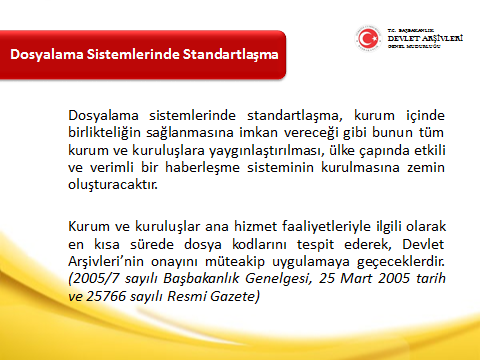 Dosyalama Sistemlerinde Standartlaşma
T.C. BAŞBAKANLIK
DEVLET ARŞİVLERİ
GENEL MÜDÜRLÜĞÜ
Dosyalama sistemlerinde standartlaşma, kurum içinde
birlikteliğin sağlanmasına imkan vereceği gibi bunun tüm
kurum ve kuruluşlara yaygınlaştırılması, ülke çapında etkili
ve verimli bir haberleşme sisteminin kurulmasına zemin
oluşturacaktır.
Kurum ve kuruluşlar ana hizmet faaliyetleriyle ilgili olarak
en kısa sürede dosya kodlarını tespit ederek, Devlet
Arşivleri’nin onayını müteakip uygulamaya geçeceklerdir.
(2005/7 sayılı Başbakanlık Genelgesi, 25 Mart 2005 tarih
ve 25766 sayılı Resmi Gazete)